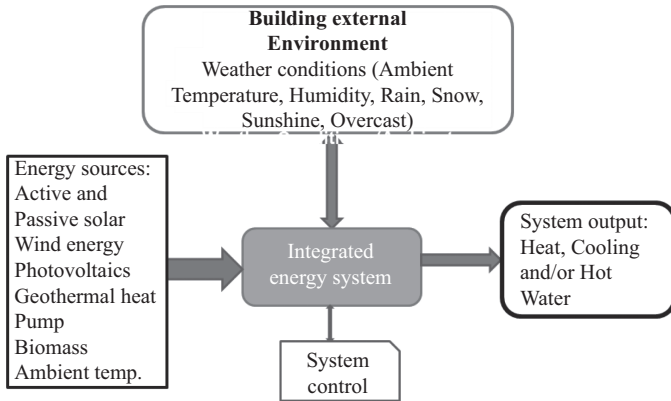 Building external
Environment
Weather conditions (Ambient
Temperature, Humidity, Rain, Snow,
Sunshine, Overcast)
Energy sources:
Active and
Passive solar
Wind energy
Photovoltaics
Geothermal heat
Pump
Biomass
Ambient temp.
Integrated
energy system
System output:
Heat, Cooling
and/or Hot
Water
System
control